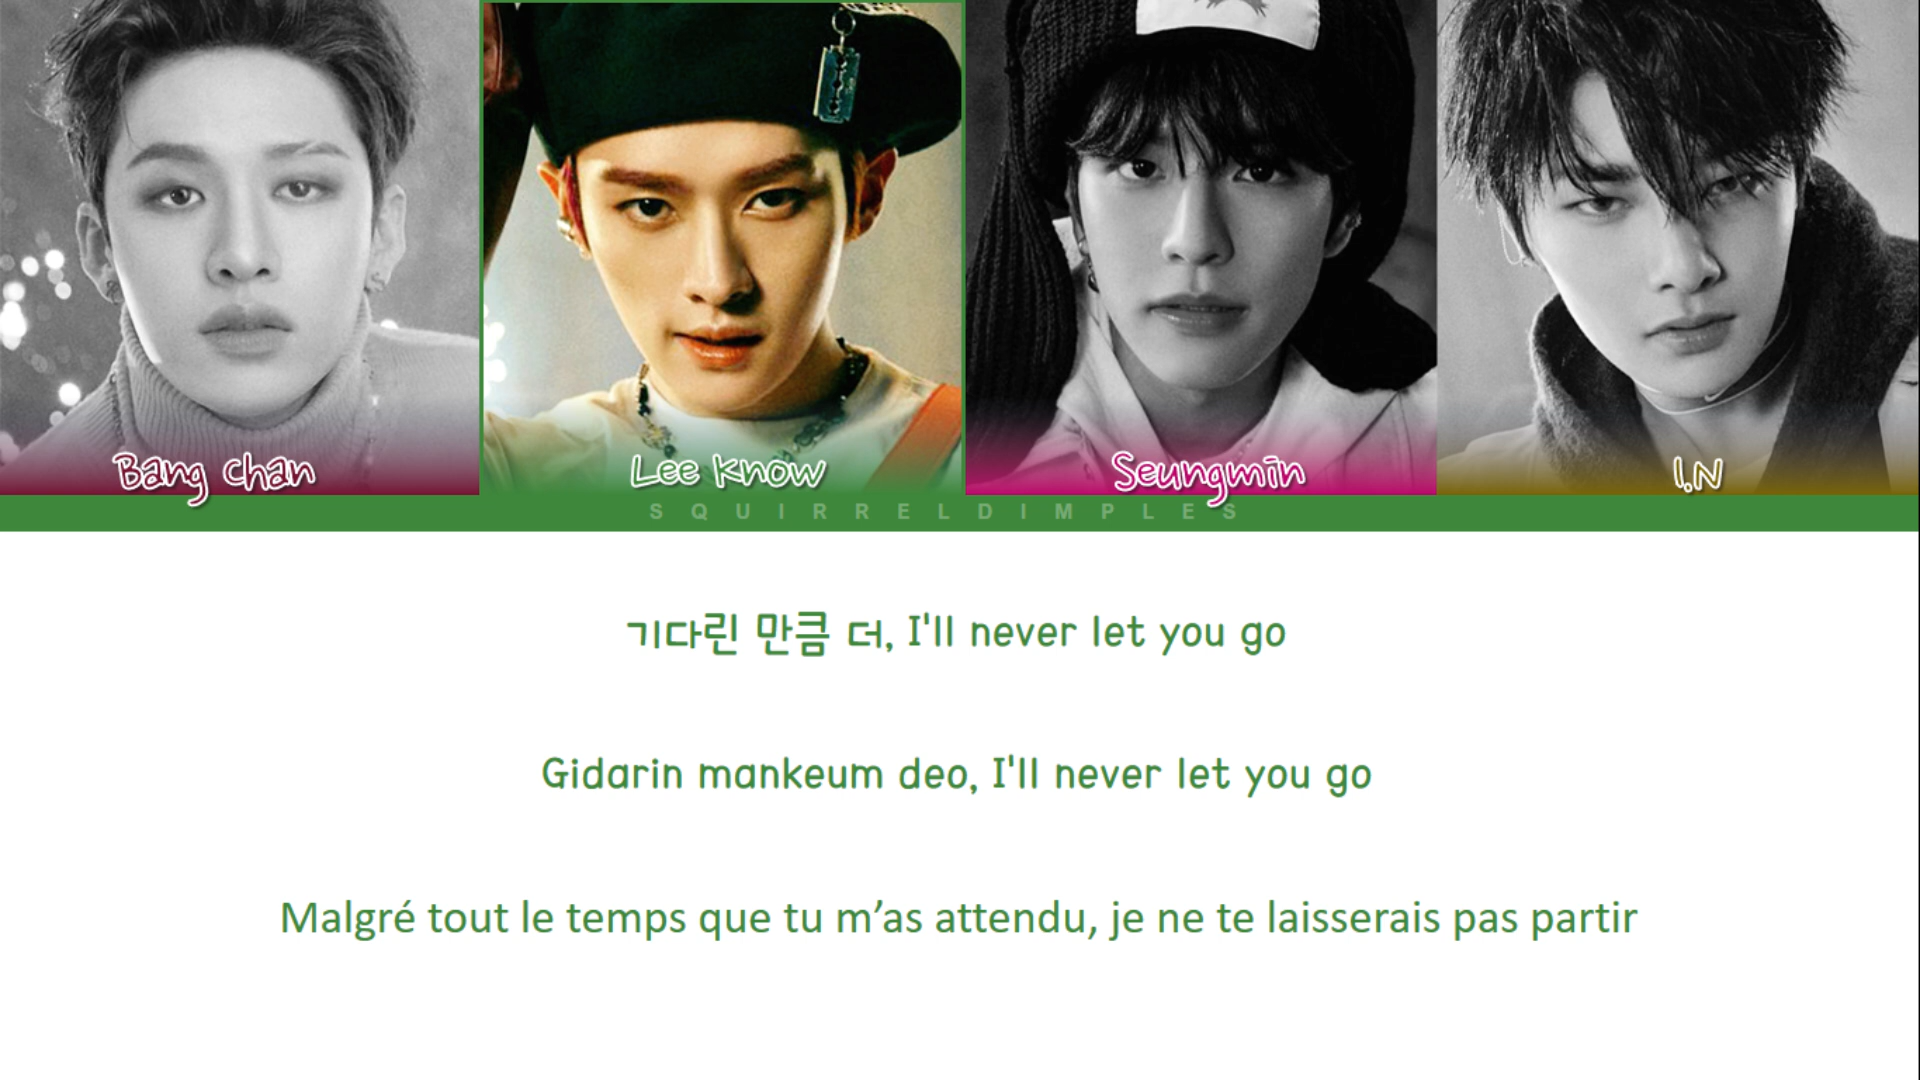 Bang Chan
Lee Know
Seungmin
I.N
SQUIRRELDIMPLES
기다린 만큼 더, I'll never let you go
Gidarin mankeum deo, I'll never let you go
Malgré tout le temps que tu m’as attendu, je ne te laisserais pas partir